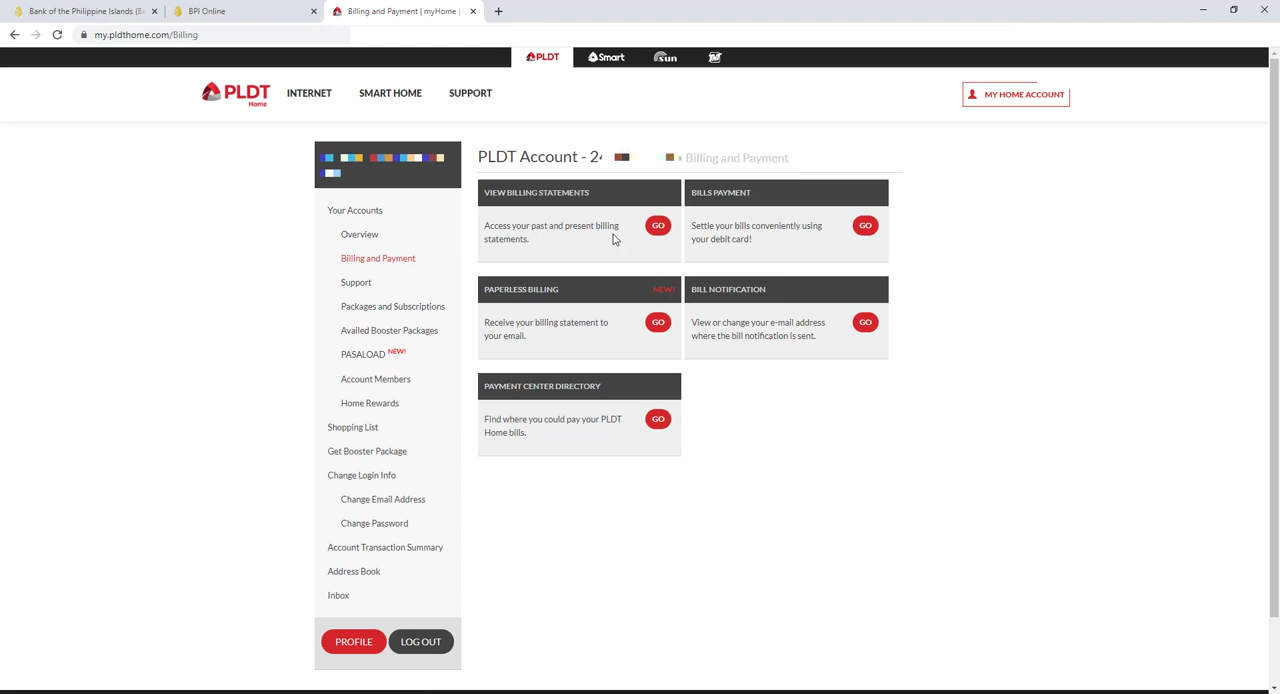 Bank of the Philippine Islands (B
BPI Online
Billing and Payment | myHome |
my.pldthome.com/Billing
PLDT
Smart
Sun
PLDT
Home
INTERNET
SMART HOME
SUPPORT
MY HOME ACCOUNT
PLDT Account - 24
Billing and Payment
Your Accounts
Overview
Billing and Payment
Support
Packages and Subscriptions
Availed Booster Packages
PASALOAD NEW!
Account Members
Home Rewards
Shopping List
Get Booster Package
Change Login Info
Change Email Address
Change Password
Account Transaction Summary
Address Book
Inbox
PROFILE
LOG OUT
VIEW BILLING STATEMENTS
Access your past and present billing
statements.
GO
BILLS PAYMENT
Settle your bills conveniently using
your debit card!
GO
PAPERLESS BILLING
NEW!
Receive your billing statement to
your email.
GO
BILL NOTIFICATION
View or change your e-mail address
where the bill notification is sent.
GO
PAYMENT CENTER DIRECTORY
Find where you could pay your PLDT
Home bills.
GO